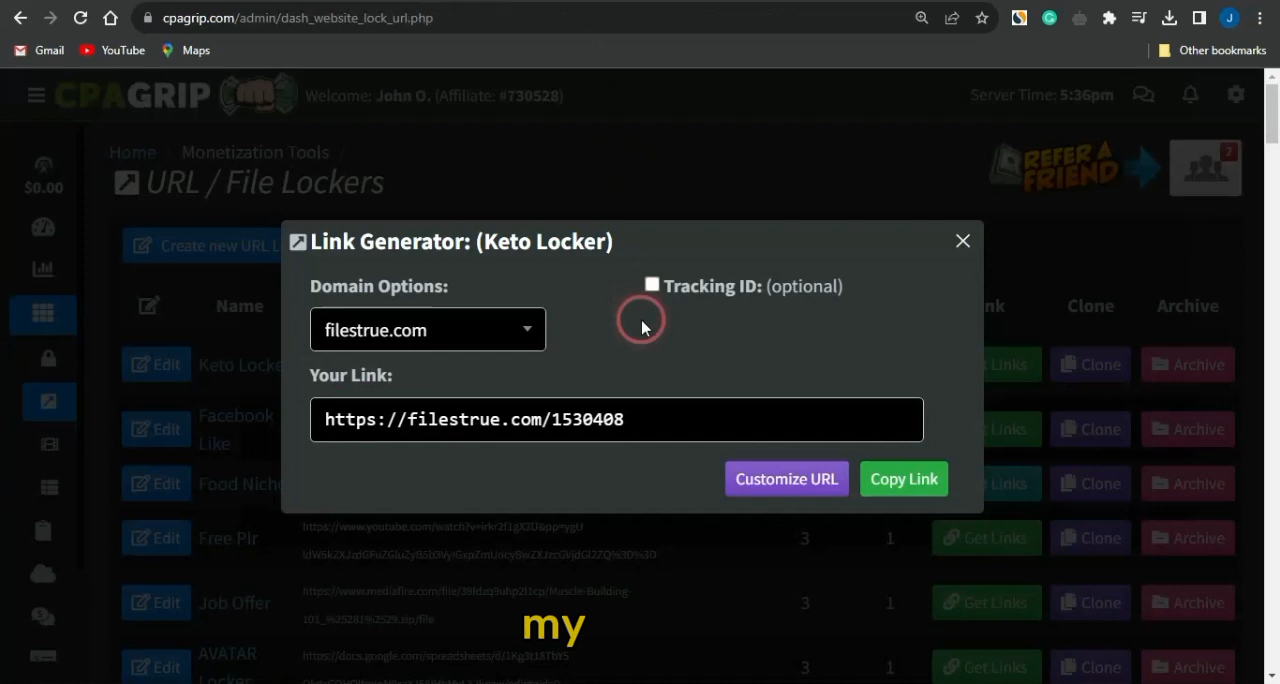 cpagrip.com/admin/dash_website_lock_url.php
Gmail YouTube Maps Other bookmarks
CPAGRIP Welcome: John O. (Affiliate: #730528) Server Time: 5:36pm
Home / Monetization Tools /
URL / File Lockers
REFER A FRIEND
2
$0.00
Create new URL L
Link Generator: (Keto Locker)
Domain Options: Tracking ID: (optional)
filestrue.com
Your Link:
https://filestrue.com/1530408
Customize URL Copy Link
Name nk Clone Archive
Edit Keto Locke Links Clone Archive
Edit Facebook Like Links Clone Archive
Edit Food Niche Links Clone Archive
Edit Free Plr 3 1 Get Links Clone Archive
Edit Job Offer 3 1 Get Links Clone Archive
Edit AVATAR Locker 3 1 Get Links Clone Archive
my